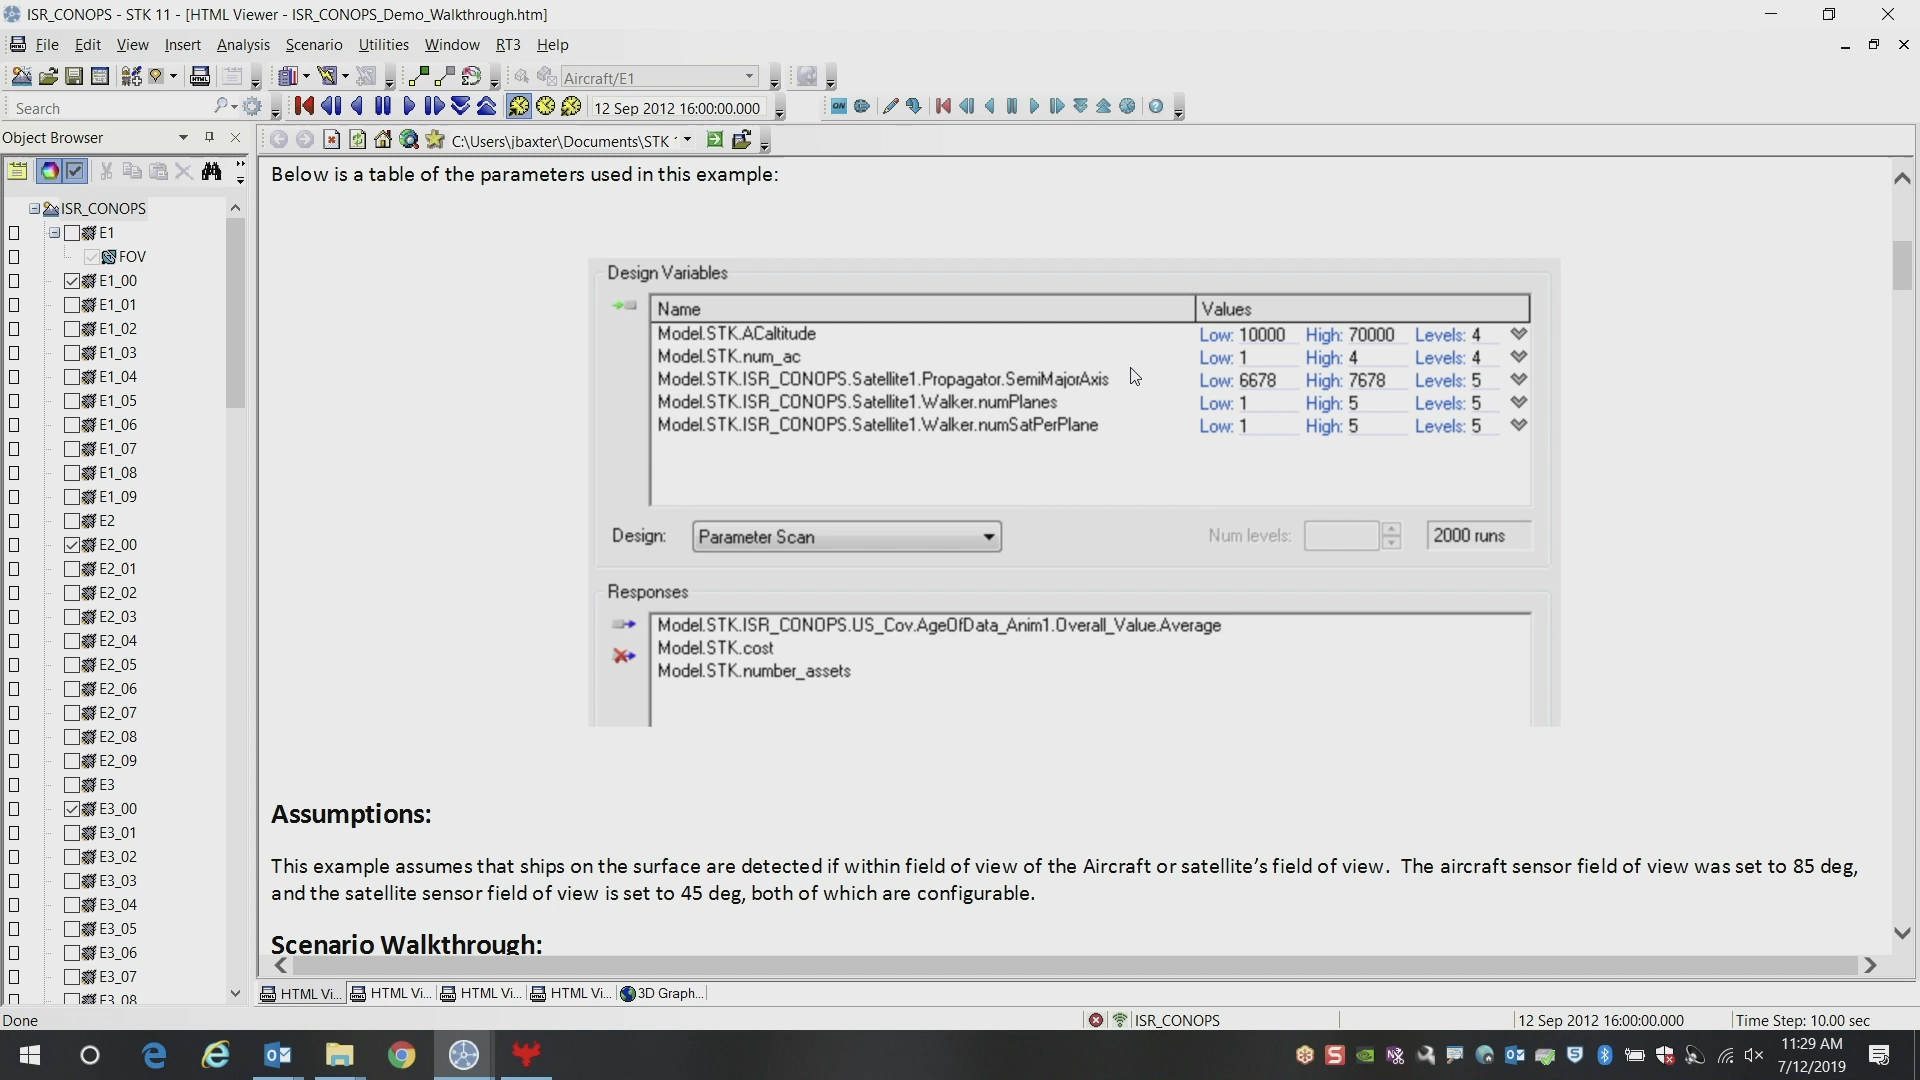 ISR_CONOPS - STK 11 - [HTML Viewer - ISR_CONOPS_Demo_Walkthrough.htm]
File Edit View Insert Analysis Scenario Utilities Window RT3 Help
Aircraft/E1
Search
12 Sep 2012 16:00:00.000
ON
Object Browser
C:\Users\jbaxter\Documents\STK
ISR_CONOPS
E1
FOV
E1_00
E1_01
E1_02
E1_03
E1_04
E1_05
E1_06
E1_07
E1_08
E1_09
E2
E2_00
E2_01
E2_02
E2_03
E2_04
E2_05
E2_06
E2_07
E2_08
E2_09
E3
E3_00
E3_01
E3_02
E3_03
E3_04
E3_05
E3_06
E3_07
E3_08
Below is a table of the parameters used in this example:
Design Variables
Name Values
Model.STK.ACaltitude Low: 10000 High: 70000 Levels: 4
Model.STK.num_ac Low: 1 High: 4 Levels: 4
Model.STK.ISR_CONOPS.Satellite1.Propagator.SemiMajorAxis Low: 6678 High: 7678 Levels: 5
Model.STK.ISR_CONOPS.Satellite1.Walker.numPlanes Low: 1 High: 5 Levels: 5
Model.STK.ISR_CONOPS.Satellite1.Walker.numSatPerPlane Low: 1 High: 5 Levels: 5
Design: Parameter Scan Num levels: 2000 runs
Responses
Model.STK.ISR_CONOPS.US_Cov.AgeOfData_Anim1.Overall_Value.Average
Model.STK.cost
Model.STK.number_assets
Assumptions:
This example assumes that ships on the surface are detected if within field of view of the Aircraft or satellite’s field of view. The aircraft sensor field of view was set to 85 deg,
and the satellite sensor field of view is set to 45 deg, both of which are configurable.
Scenario Walkthrough:
HTML Vi... HTML Vi... HTML Vi... HTML Vi... 3D Graph...
Done ISR_CONOPS 12 Sep 2012 16:00:00.000 Time Step: 10.00 sec
11:29 AM
7/12/2019